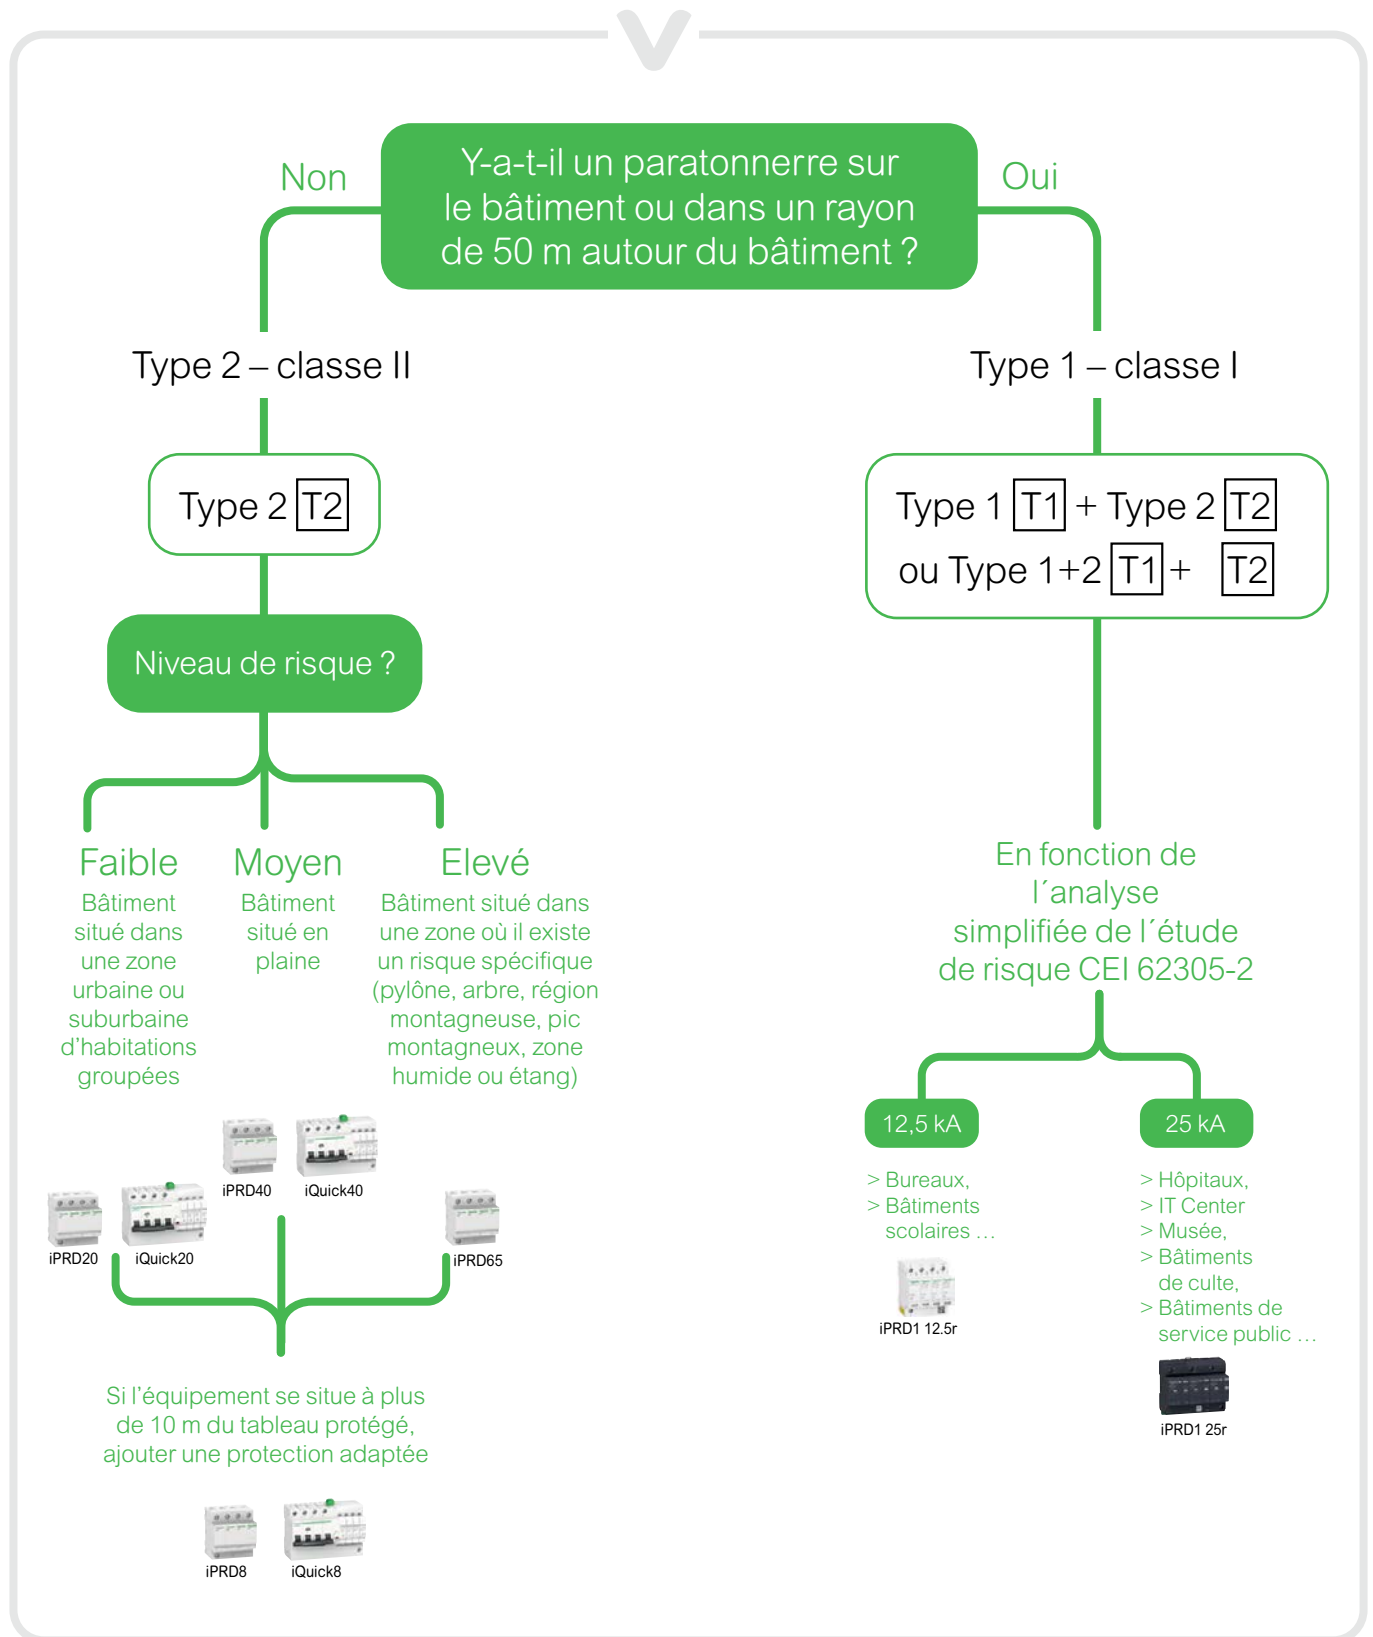 Y-a-t-il un paratonnerre sur
le bâtiment ou dans un rayon
de 50 m autour du bâtiment ?
Non
Oui
Type 2 – classe II
Type 2 T2
Niveau de risque ?
Faible
Bâtiment
situé dans
une zone
urbaine ou
suburbaine
d'habitations
groupées
Moyen
Bâtiment
situé en
plaine
Elevé
Bâtiment situé dans
une zone où il existe
un risque spécifique
(pylône, arbre, région
montagneuse, pic
montagneux, zone
humide ou étang)
iPRD20
iQuick20
iPRD40
iQuick40
iPRD65
Si l'équipement se situe à plus
de 10 m du tableau protégé,
ajouter une protection adaptée
iPRD8
iQuick8
Type 1 – classe I
Type 1 T1 + Type 2 T2
ou Type 1+2 T1 + T2
En fonction de
l´analyse
simplifiée de l´étude
de risque CEI 62305-2
12,5 kA
> Bureaux,
> Bâtiments
scolaires …
iPRD1 12.5r
25 kA
> Hôpitaux,
> IT Center
> Musée,
> Bâtiments
de culte,
> Bâtiments de
service public …
iPRD1 25r